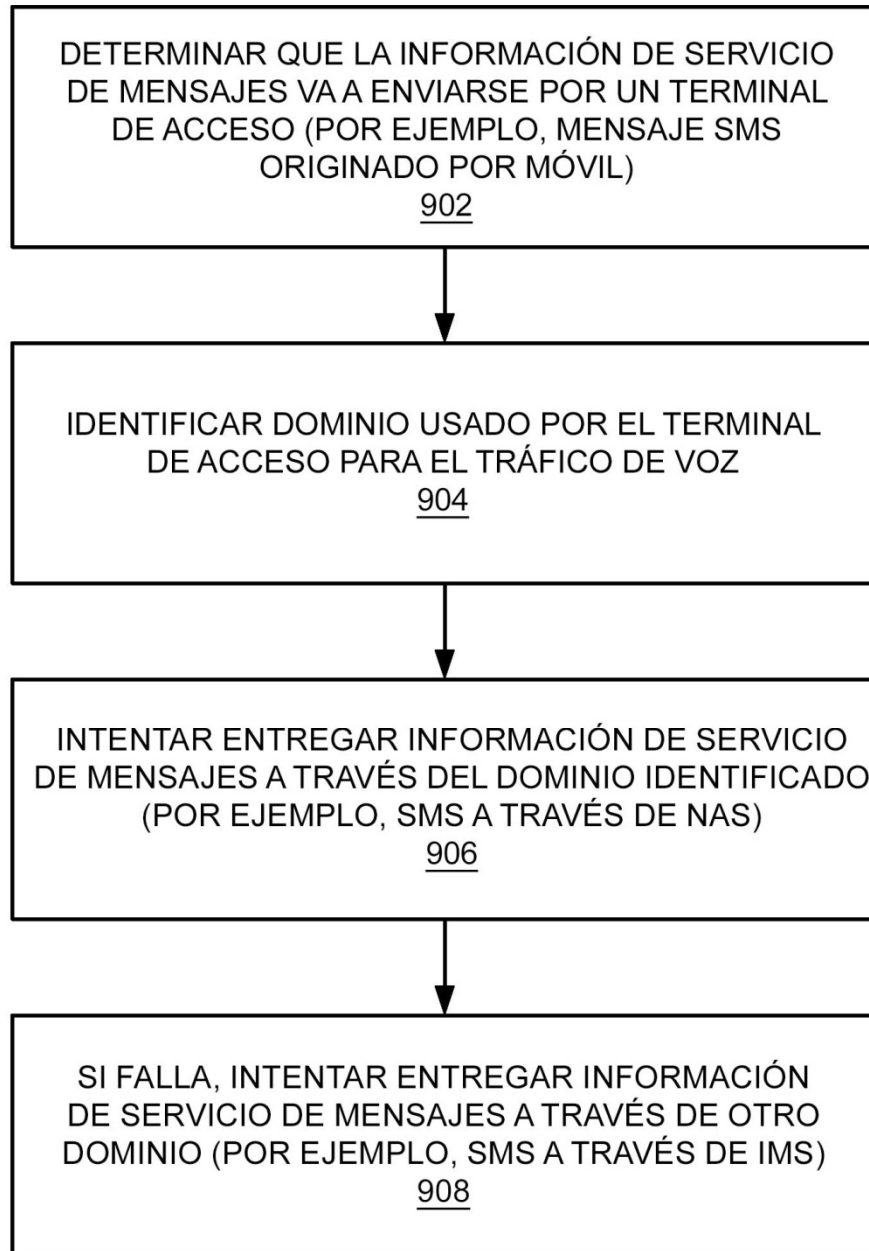 DETERMINAR QUE LA INFORMACIÓN DE SERVICIO
DE MENSAJES VA A ENVIARSE POR UN TERMINAL
DE ACCESO (POR EJEMPLO, MENSAJE SMS
ORIGINADO POR MÓVIL)
902
IDENTIFICAR DOMINIO USADO POR EL TERMINAL
DE ACCESO PARA EL TRÁFICO DE VOZ
904
INTENTAR ENTREGAR INFORMACIÓN DE SERVICIO
DE MENSAJES A TRAVÉS DEL DOMINIO IDENTIFICADO
(POR EJEMPLO, SMS A TRAVÉS DE NAS)
906
SI FALLA, INTENTAR ENTREGAR INFORMACIÓN
DE SERVICIO DE MENSAJES A TRAVÉS DE OTRO
DOMINIO (POR EJEMPLO, SMS A TRAVÉS DE IMS)
908